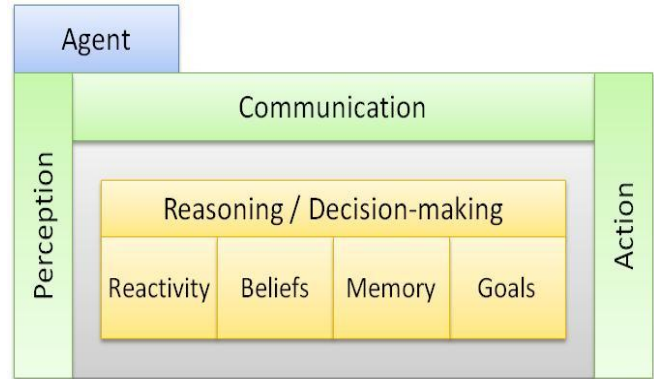 Agent
Communication
Perception
Reasoning / Decision-making
Reactivity
Beliefs
Memory
Goals
Action